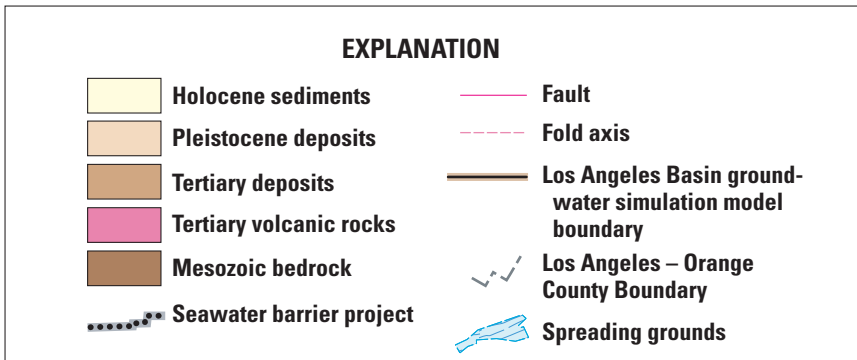 EXPLANATION
Holocene sediments
Pleistocene deposits
Tertiary deposits
Tertiary volcanic rocks
Mesozoic bedrock
Seawater barrier project
Fault
Fold axis
Los Angeles Basin ground-
water simulation model
boundary
Los Angeles – Orange
County Boundary
Spreading grounds